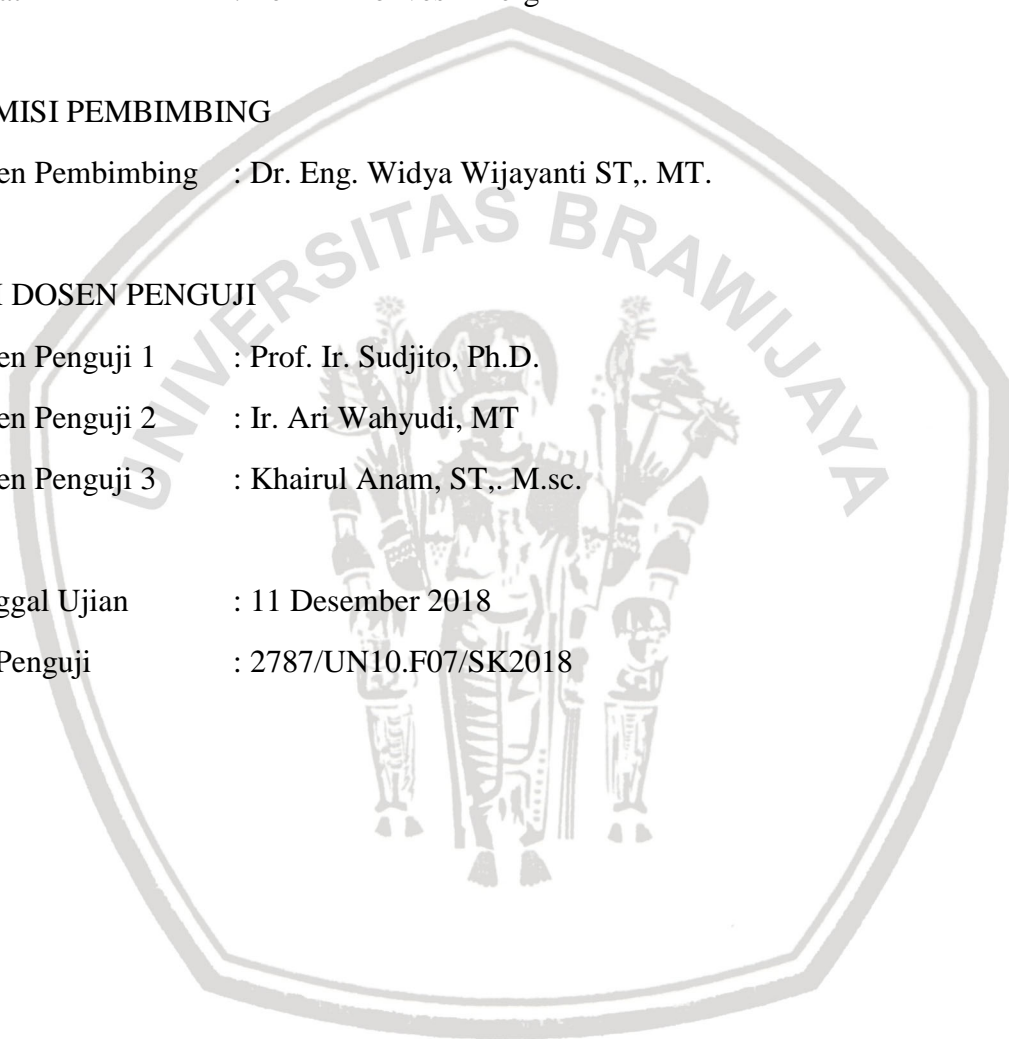 MISI PEMBIMBING
en Pembimbing : Dr. Eng. Widya Wijayanti ST,. MT.
UNIVERSITAS BRAWIJAYA
I DOSEN PENGUJI
en Penguji 1 : Prof. Ir. Sudjito, Ph.D.
en Penguji 2 : Ir. Ari Wahyudi, MT
en Penguji 3 : Khairul Anam, ST,. M.sc.
ggal Ujian : 11 Desember 2018
Penguji : 2787/UN10.F07/SK2018